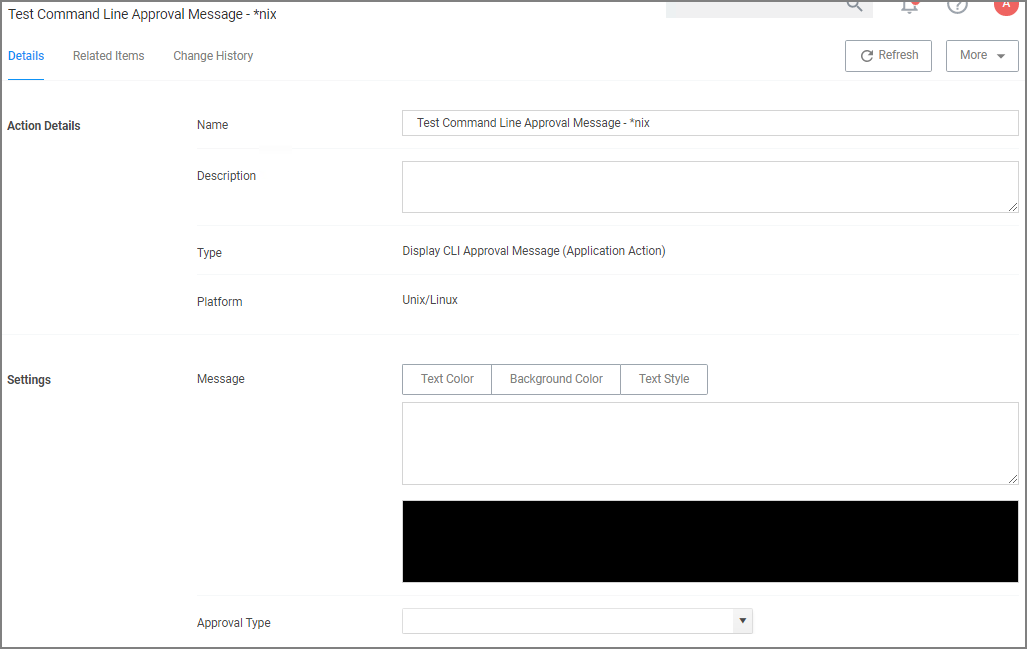 Test Command Line Approval Message - *nix
?
A
Details
Related Items
Change History
Refresh
More
Action Details
Name
Test Command Line Approval Message - *nix
Description
Type
Display CLI Approval Message (Application Action)
Platform
Unix/Linux
Settings
Message
Text Color
Background Color
Text Style
Approval Type